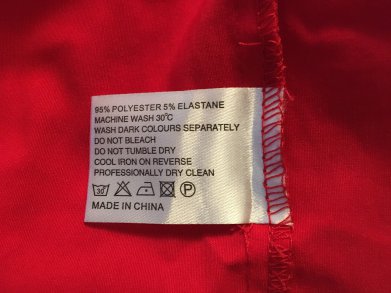 95% POLYESTER 5% ELASTANE
MACHINE WASH 30°C
WASH DARK COLOURS SEPARATELY
DO NOT BLEACH
DO NOT TUMBLE DRY
COOL IRON ON REVERSE
PROFESSIONALLY DRY CLEAN
30 P
MADE IN CHINA